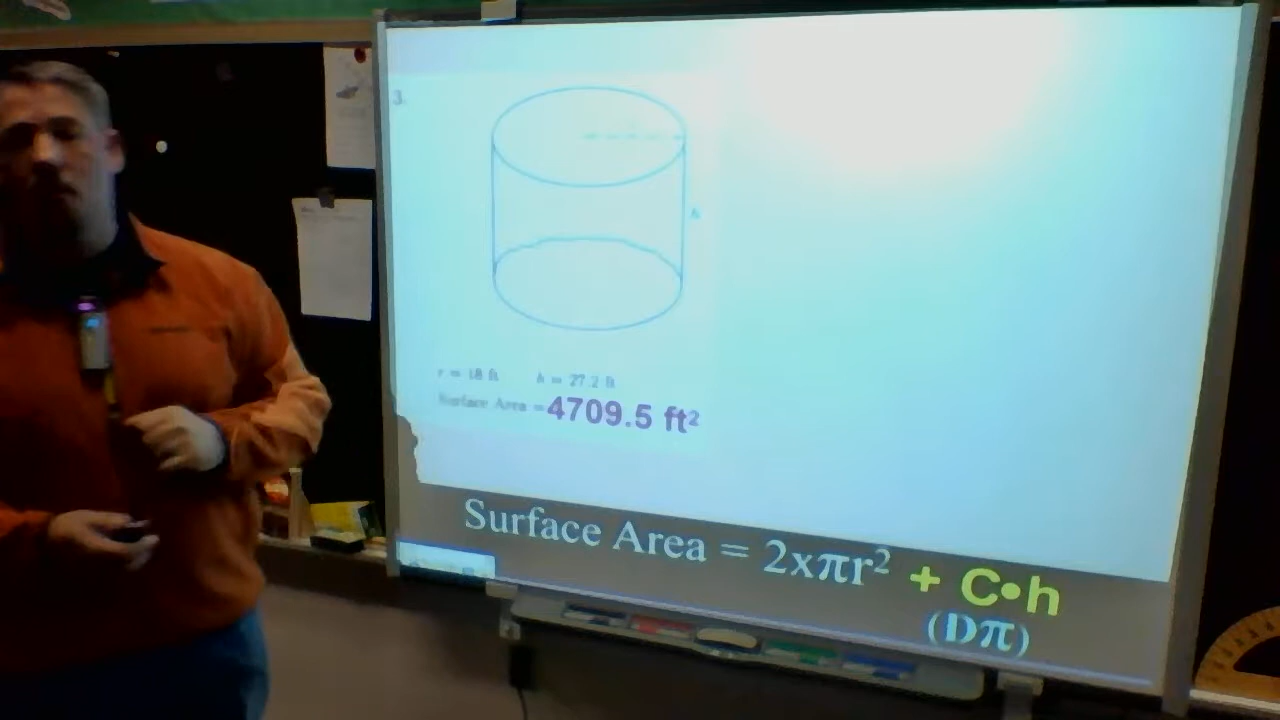 3.
h
r = 18 ft h = 27.2 ft
Surface Area = 4709.5 ft²
Surface Area = 2xπr² + C•h
(Dπ)